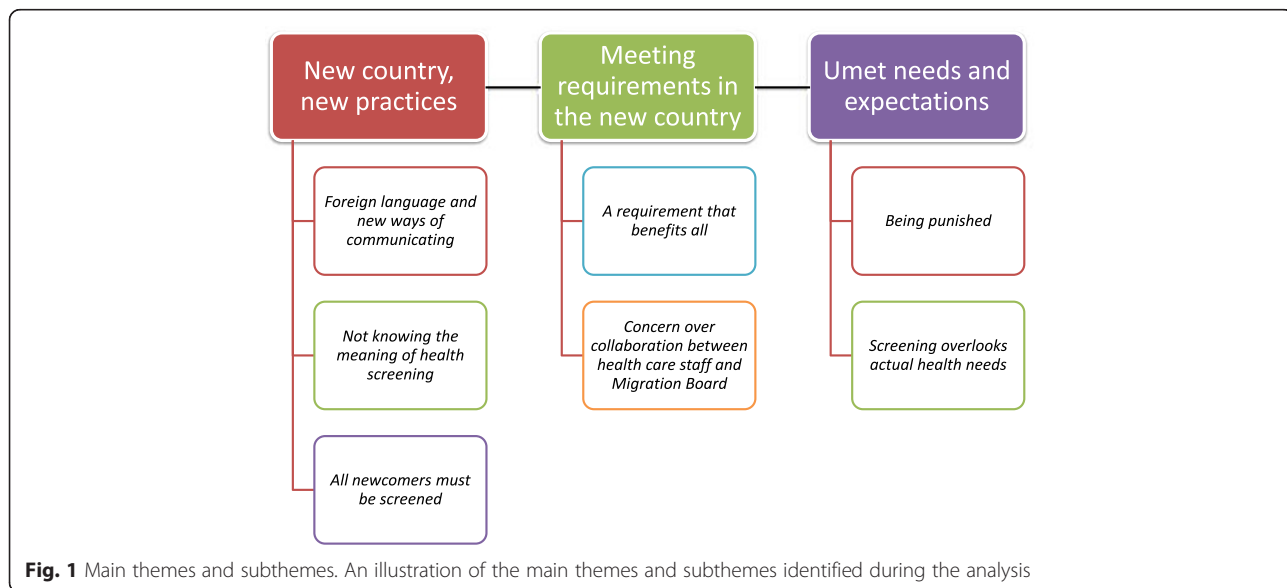 New country,
new practices
Meeting
requirements in
the new country
Umet needs and
expectations
Foreign language and
new ways of
communicating
A requirement that
benefits all
Being punished
Not knowing the
meaning of health
screening
Concern over
collaboration between
health care staff and
Migration Board
Screening overlooks
actual health needs
All newcomers must
be screened
Fig. 1 Main themes and subthemes. An illustration of the main themes and subthemes identified during the analysis